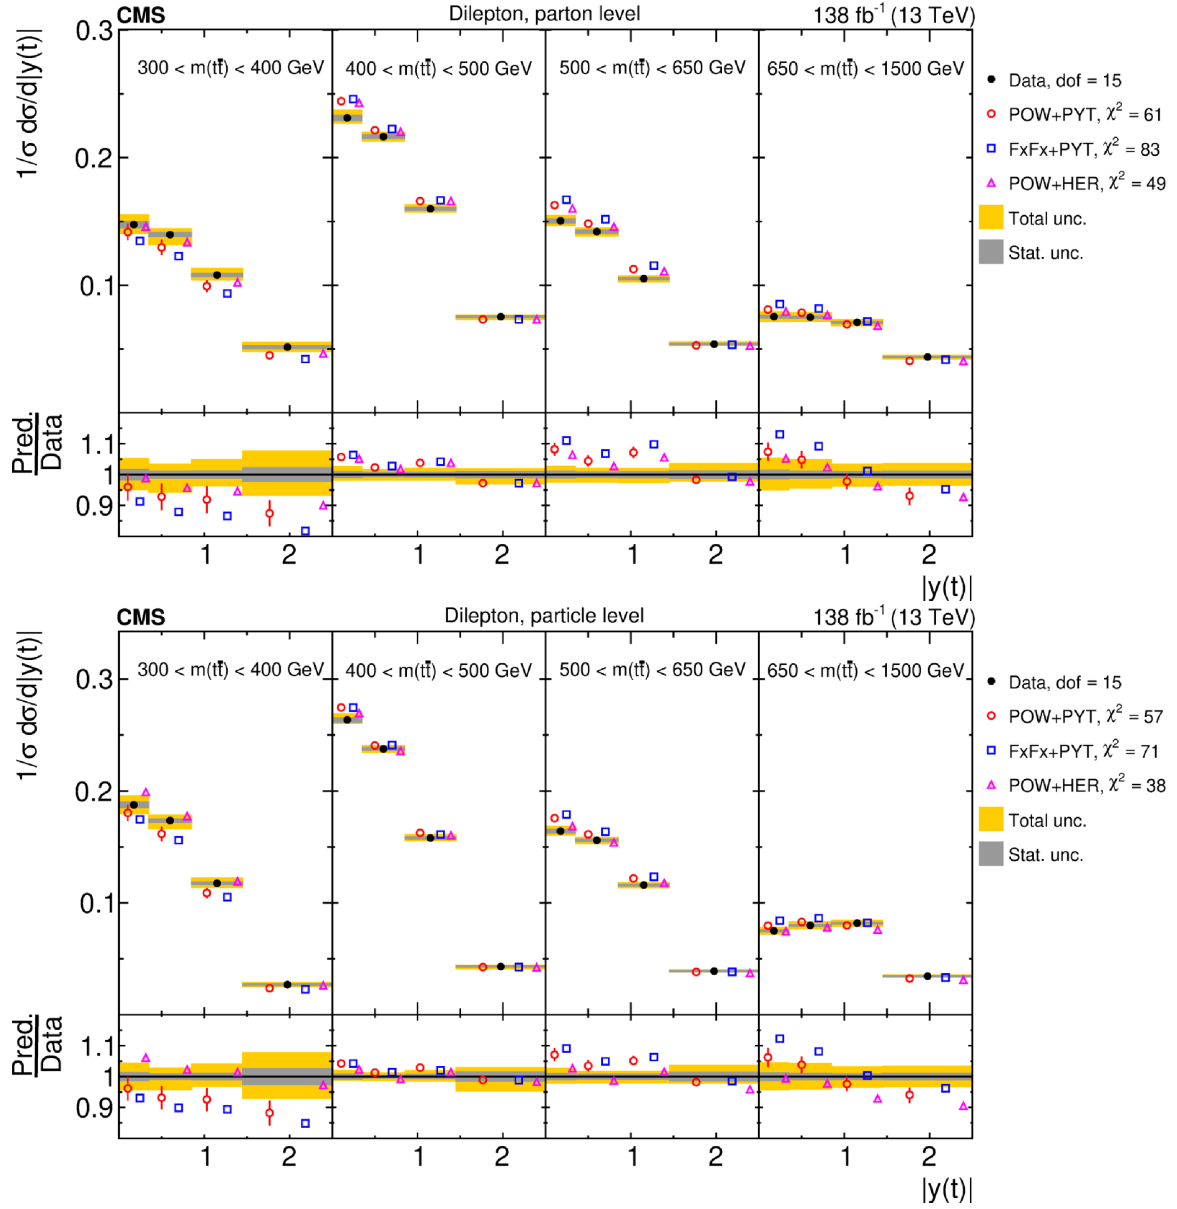 CMS Dilepton, parton level 138 fb⁻¹ (13 TeV)
1/σ dσ/d|y(t)|
0.3
0.2
0.1
300 < m(tt̄) < 400 GeV
400 < m(tt̄) < 500 GeV
500 < m(tt̄) < 650 GeV
650 < m(tt̄) < 1500 GeV
Data, dof = 15
POW+PYT, χ² = 61
FxFx+PYT, χ² = 83
POW+HER, χ² = 49
Total unc.
Stat. unc.
Pred.
Data
1.1
1
0.9
1 2 1 2 1 2 1 2
|y(t)|
CMS Dilepton, particle level 138 fb⁻¹ (13 TeV)
1/σ dσ/d|y(t)|
0.3
0.2
0.1
300 < m(tt̄) < 400 GeV
400 < m(tt̄) < 500 GeV
500 < m(tt̄) < 650 GeV
650 < m(tt̄) < 1500 GeV
Data, dof = 15
POW+PYT, χ² = 57
FxFx+PYT, χ² = 71
POW+HER, χ² = 38
Total unc.
Stat. unc.
Pred.
Data
1.1
1
0.9
1 2 1 2 1 2 1 2
|y(t)|